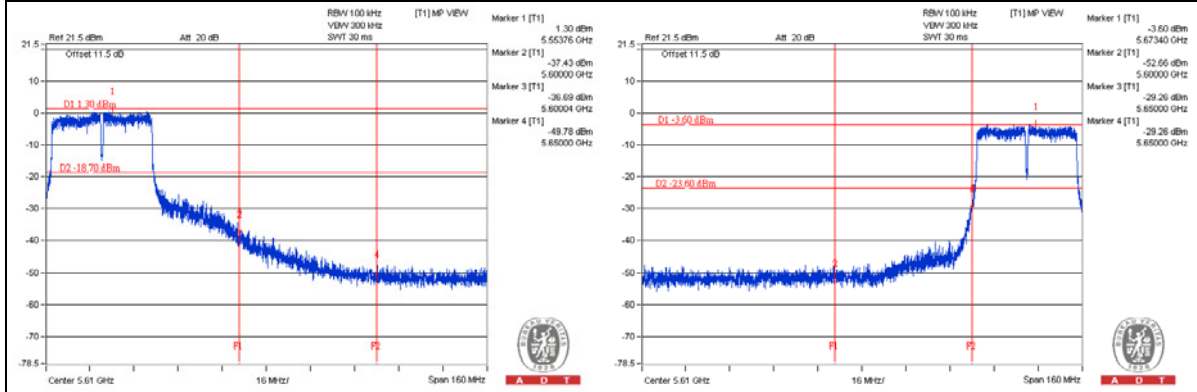 RBW 100 kHz [T1] MP VIEW
VBW 300 kHz
Ref 21.5 dBm Att 20 dB SWT 30 ms
21.5
Offset 11.5 dB
10
0
-10
-20
-30
-40
-50
-60
-70
-78.5
D1 1.30 dBm
D2 -18.70 dBm
1
2
4
F1
F2
Center 5.61 GHz 16 MHz/ Span 160 MHz
Marker 1 [T1]
1.30 dBm
5.55376 GHz
Marker 2 [T1]
-37.43 dBm
5.60000 GHz
Marker 3 [T1]
-36.69 dBm
5.60004 GHz
Marker 4 [T1]
-49.78 dBm
5.65000 GHz
BUREAU VERITAS
1828
A D T
RBW 100 kHz [T1] MP VIEW
VBW 300 kHz
Ref 21.5 dBm Att 20 dB SWT 30 ms
21.5
Offset 11.5 dB
10
0
-10
-20
-30
-40
-50
-60
-70
-78.5
D1 -3.60 dBm
D2 -23.60 dBm
1
2
F1
F2
Center 5.61 GHz 16 MHz/ Span 160 MHz
Marker 1 [T1]
-3.60 dBm
5.67340 GHz
Marker 2 [T1]
-52.66 dBm
5.60000 GHz
Marker 3 [T1]
-29.26 dBm
5.65000 GHz
Marker 4 [T1]
-29.26 dBm
5.65000 GHz
BUREAU VERITAS
1828
A D T